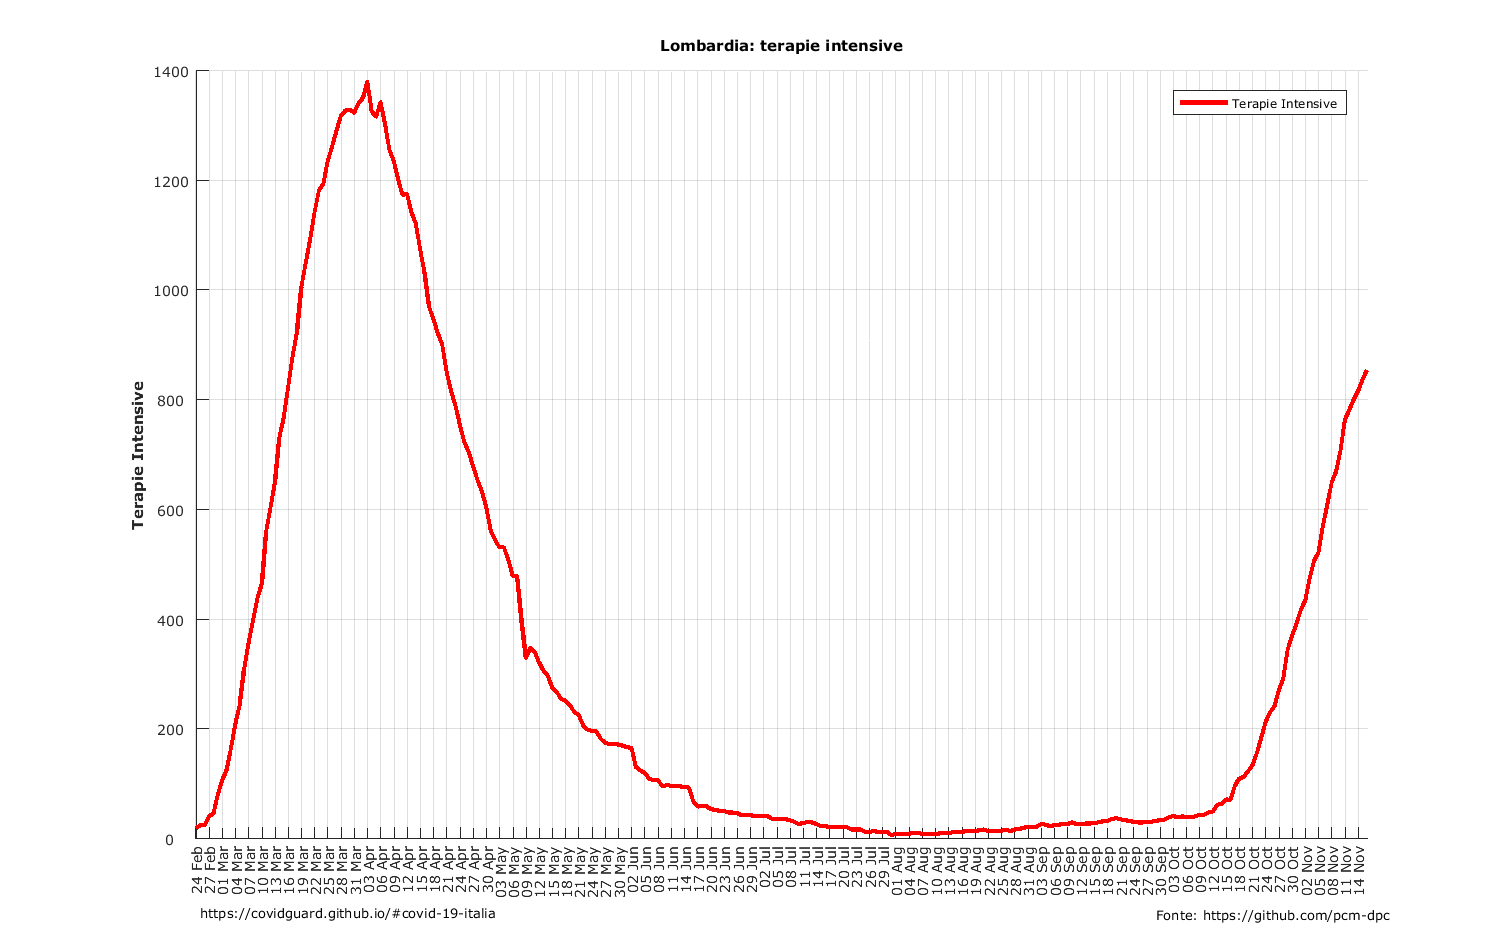 Lombardia: terapie intensive
Terapie Intensive
Terapie Intensive
1400
1200
1000
800
600
400
200
0
24 Feb
27 Feb
01 Mar
04 Mar
07 Mar
10 Mar
13 Mar
16 Mar
19 Mar
22 Mar
25 Mar
28 Mar
31 Mar
03 Apr
06 Apr
09 Apr
12 Apr
15 Apr
18 Apr
21 Apr
24 Apr
27 Apr
30 Apr
03 May
06 May
09 May
12 May
15 May
18 May
21 May
24 May
27 May
30 May
02 Jun
05 Jun
08 Jun
11 Jun
14 Jun
17 Jun
20 Jun
23 Jun
26 Jun
29 Jun
02 Jul
05 Jul
08 Jul
11 Jul
14 Jul
17 Jul
20 Jul
23 Jul
26 Jul
29 Jul
01 Aug
04 Aug
07 Aug
10 Aug
13 Aug
16 Aug
19 Aug
22 Aug
25 Aug
28 Aug
31 Aug
03 Sep
06 Sep
09 Sep
12 Sep
15 Sep
18 Sep
21 Sep
24 Sep
27 Sep
30 Sep
03 Oct
06 Oct
09 Oct
12 Oct
15 Oct
18 Oct
21 Oct
24 Oct
27 Oct
30 Oct
02 Nov
05 Nov
08 Nov
11 Nov
14 Nov
https://covidguard.github.io/#covid-19-italia
Fonte: https://github.com/pcm-dpc